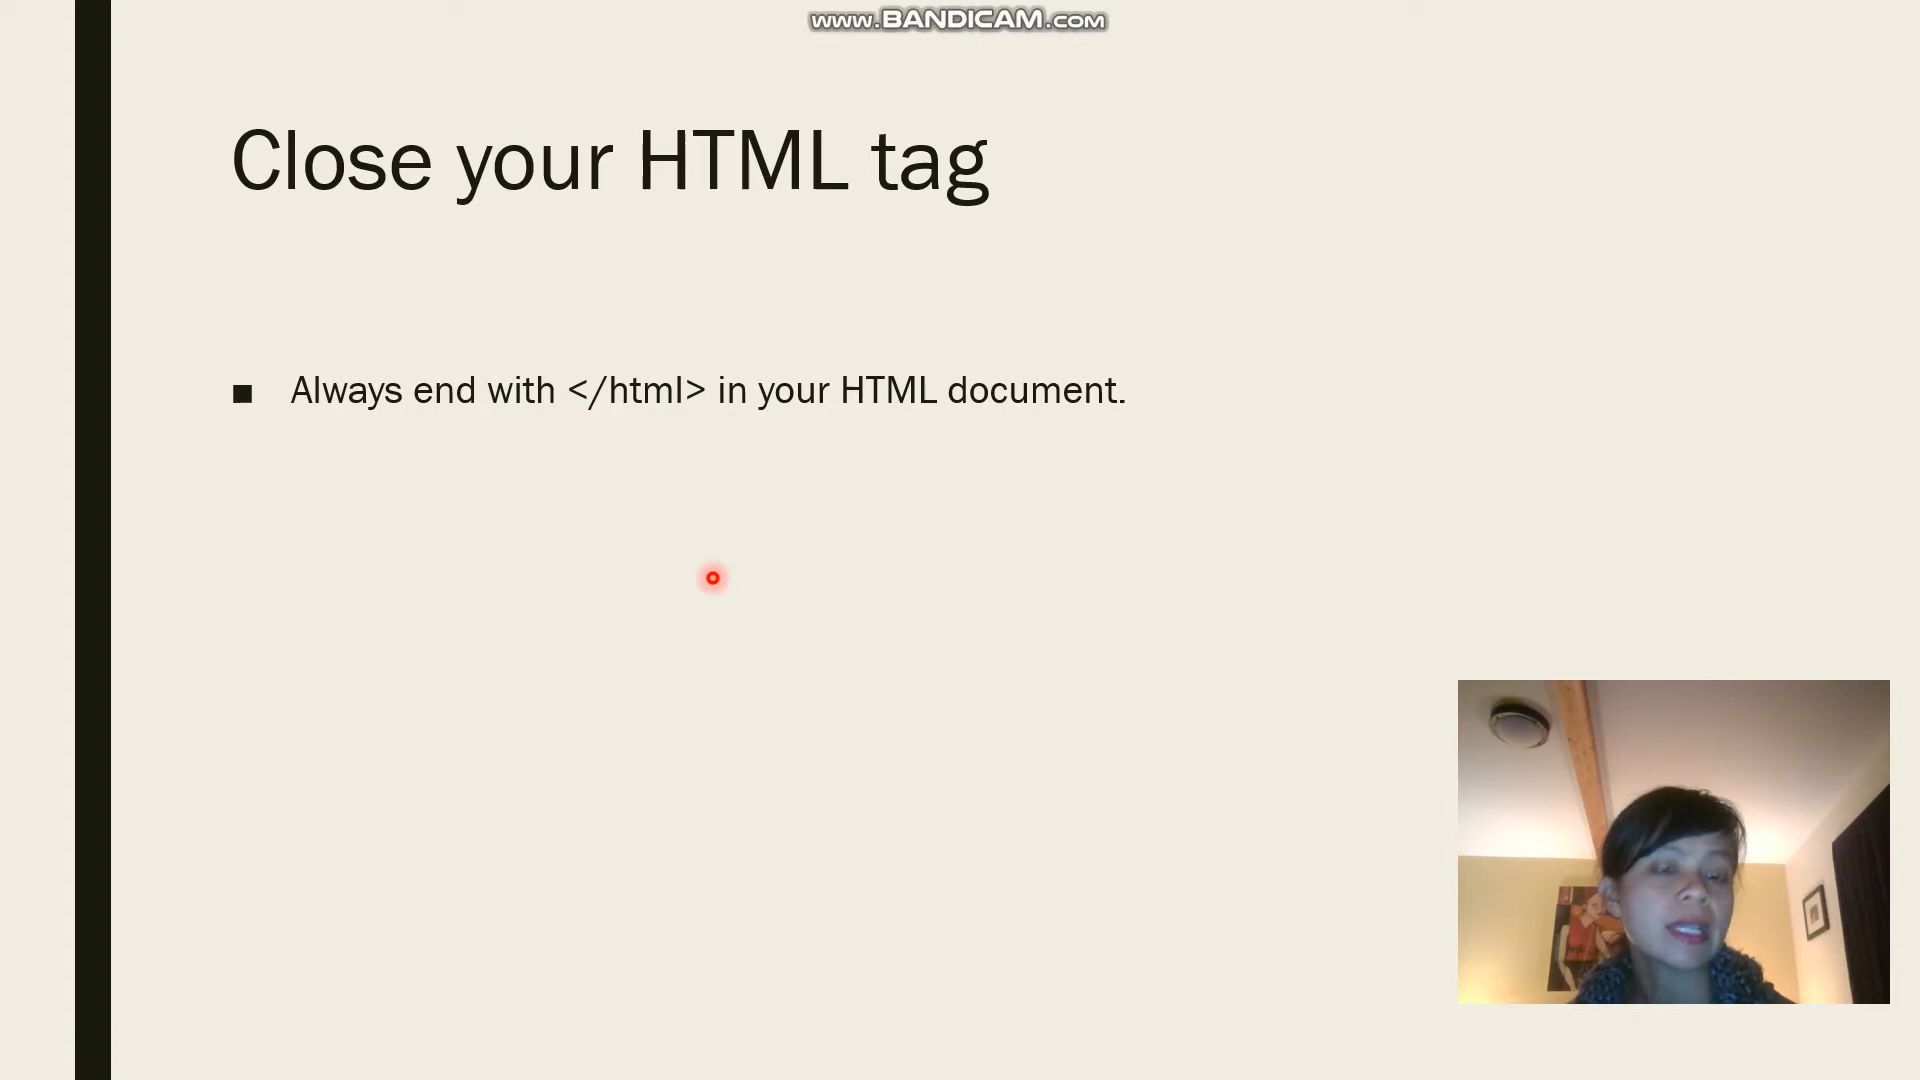 www.BANDICAM.com
Close your HTML tag
■ Always end with </html> in your HTML document.